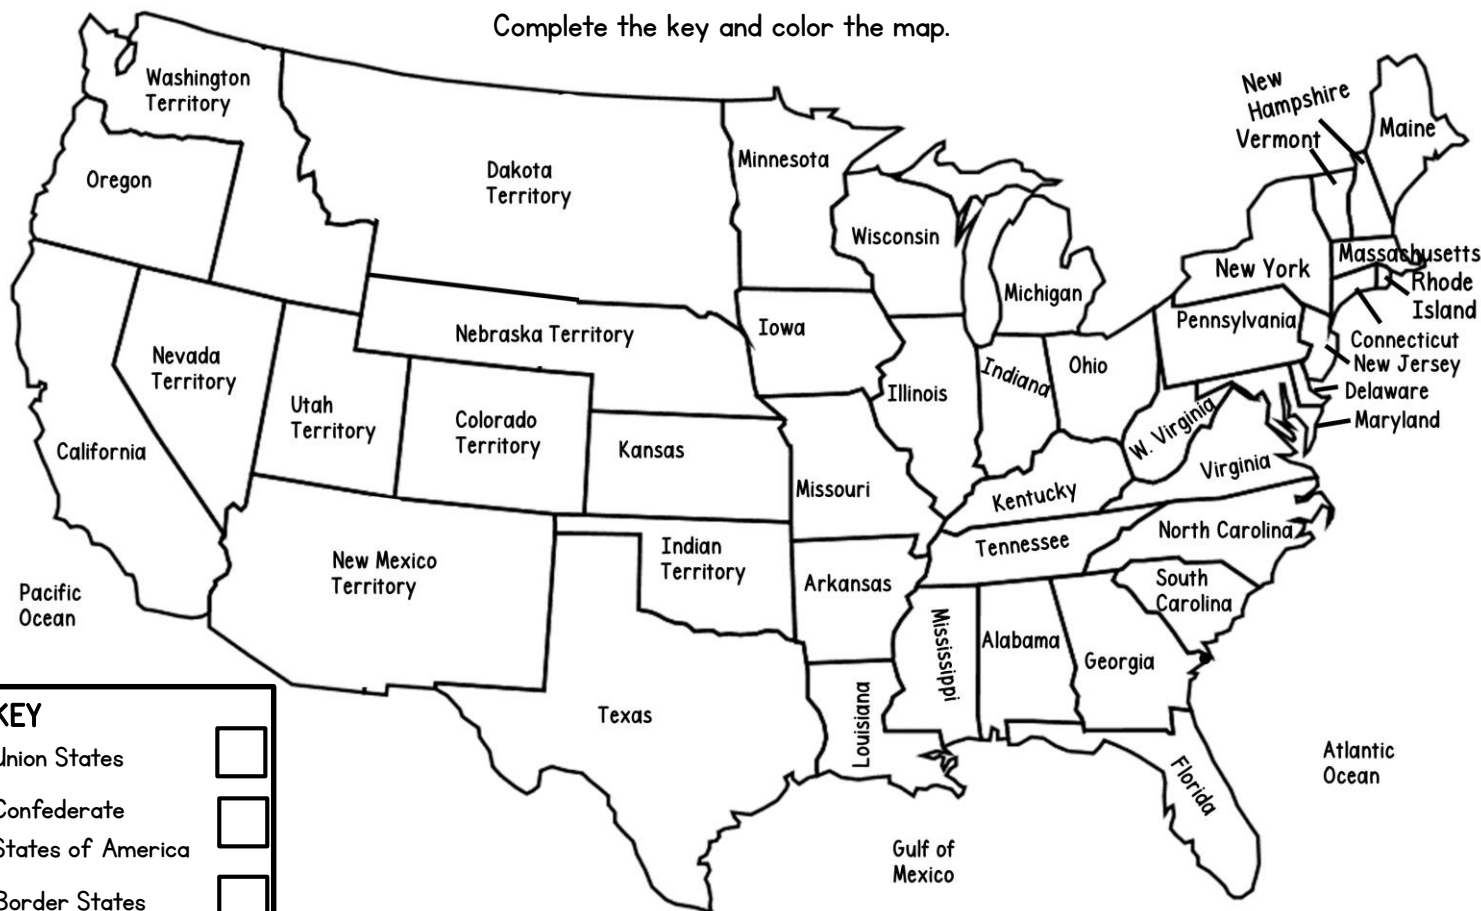 Complete the key and color the map.
Washington
Territory
Oregon
Dakota
Territory
Minnesota
Wisconsin
Michigan
New
Hampshire
Vermont
Maine
New York
Massachusetts
Rhode
Island
Connecticut
New Jersey
Delaware
Maryland
Pennsylvania
Nebraska Territory
Iowa
Nevada
Territory
Utah
Territory
Colorado
Territory
California
Kansas
Missouri
Illinois
Indiana
Ohio
W. Virginia
Virginia
Kentucky
North Carolina
Tennessee
South
Carolina
New Mexico
Territory
Indian
Territory
Arkansas
Mississippi
Alabama
Georgia
Texas
Louisiana
Florida
Pacific
Ocean
Atlantic
Ocean
Gulf of
Mexico
KEY
Union States
Confederate
States of America
Border States